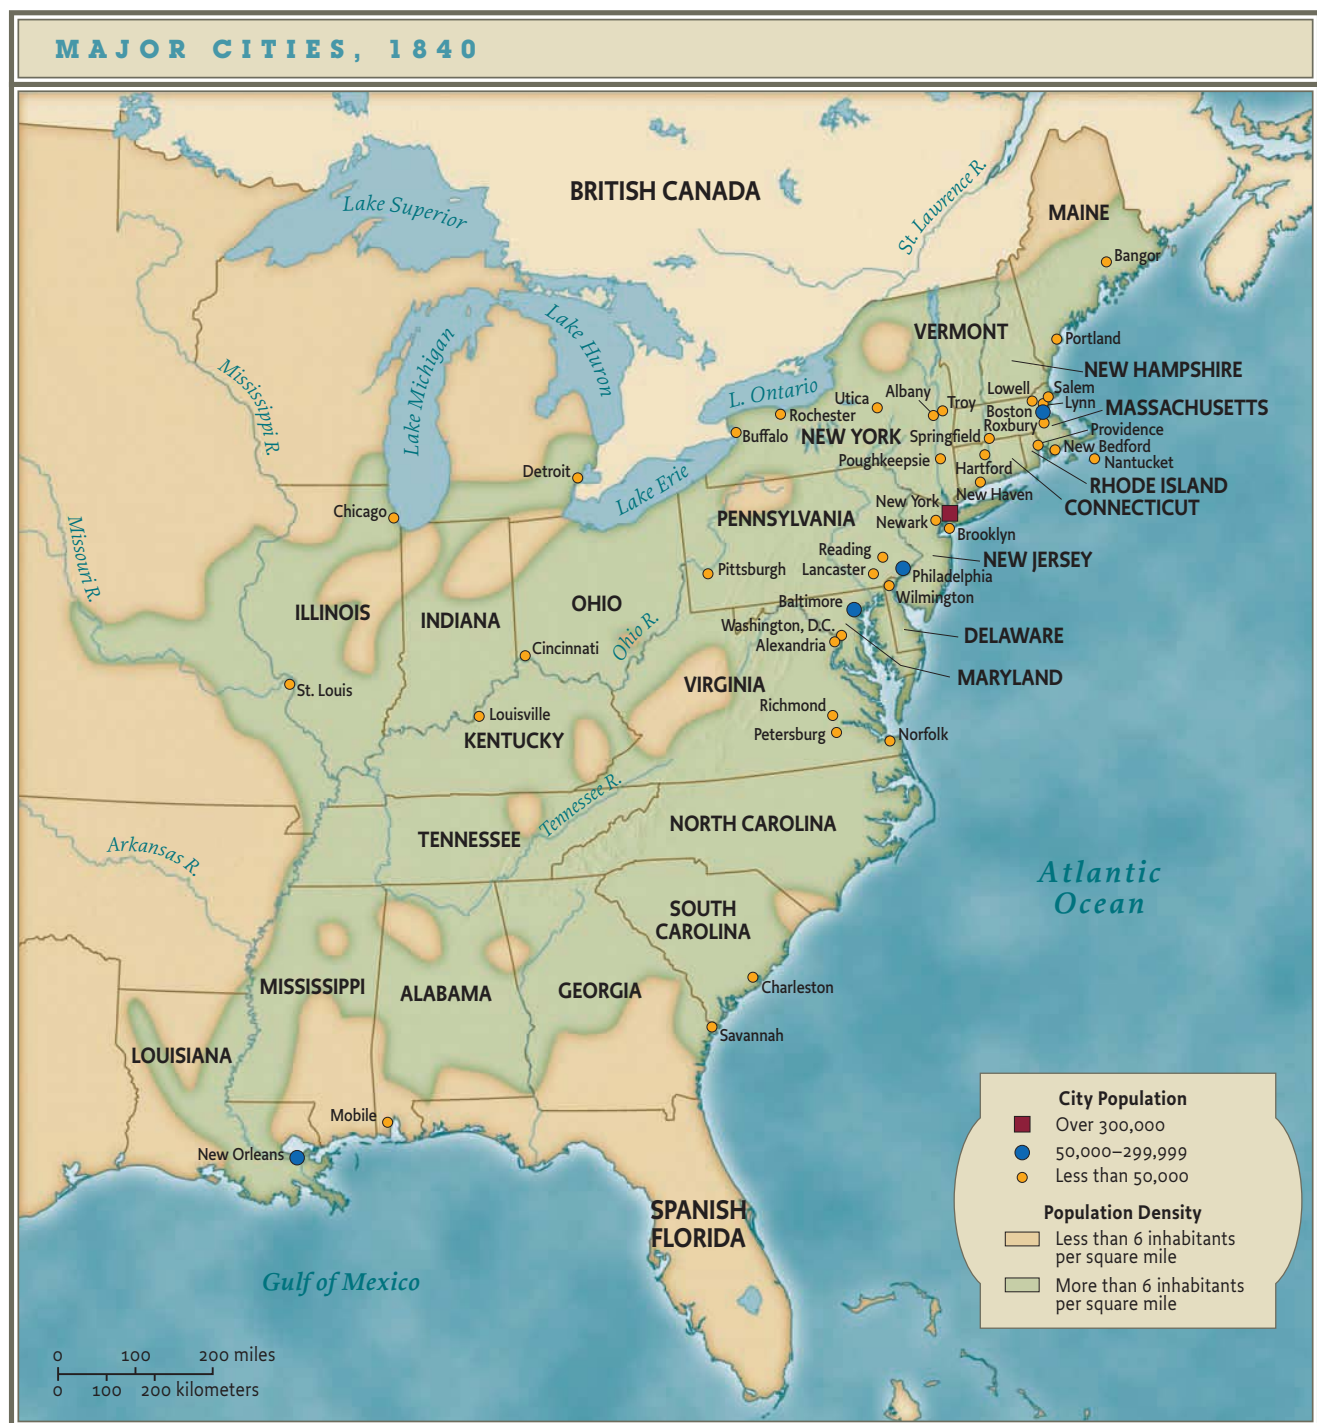 MAJOR CITIES, 1840
BRITISH CANADA
St. Lawrence R.
MAINE
Bangor
Lake Superior
Lake Huron
Lake Michigan
Mississippi R.
VERMONT
Portland
NEW HAMPSHIRE
L. Ontario
Utica
Albany
Troy
Lowell
Salem
Lynn
Boston
MASSACHUSETTS
Rochester
Roxbury
Providence
Buffalo
NEW YORK
Springfield
New Bedford
Poughkeepsie
Hartford
Nantucket
Detroit
Lake Erie
RHODE ISLAND
New Haven
CONNECTICUT
Chicago
New York
PENNSYLVANIA
Newark
Brooklyn
Missouri R.
Reading
NEW JERSEY
Pittsburgh
Lancaster
Philadelphia
Wilmington
ILLINOIS
INDIANA
OHIO
Baltimore
Ohio R.
Washington, D.C.
DELAWARE
Cincinnati
Alexandria
MARYLAND
St. Louis
VIRGINIA
Richmond
Louisville
Petersburg
Norfolk
KENTUCKY
Tennessee R.
TENNESSEE
NORTH CAROLINA
Arkansas R.
Atlantic
Ocean
SOUTH
CAROLINA
MISSISSIPPI
ALABAMA
GEORGIA
Charleston
Savannah
LOUISIANA
Mobile
New Orleans
SPANISH
FLORIDA
Gulf of Mexico
City Population
Over 300,000
50,000–299,999
Less than 50,000
Population Density
Less than 6 inhabitants
per square mile
More than 6 inhabitants
per square mile
0 100 200 miles
0 100 200 kilometers